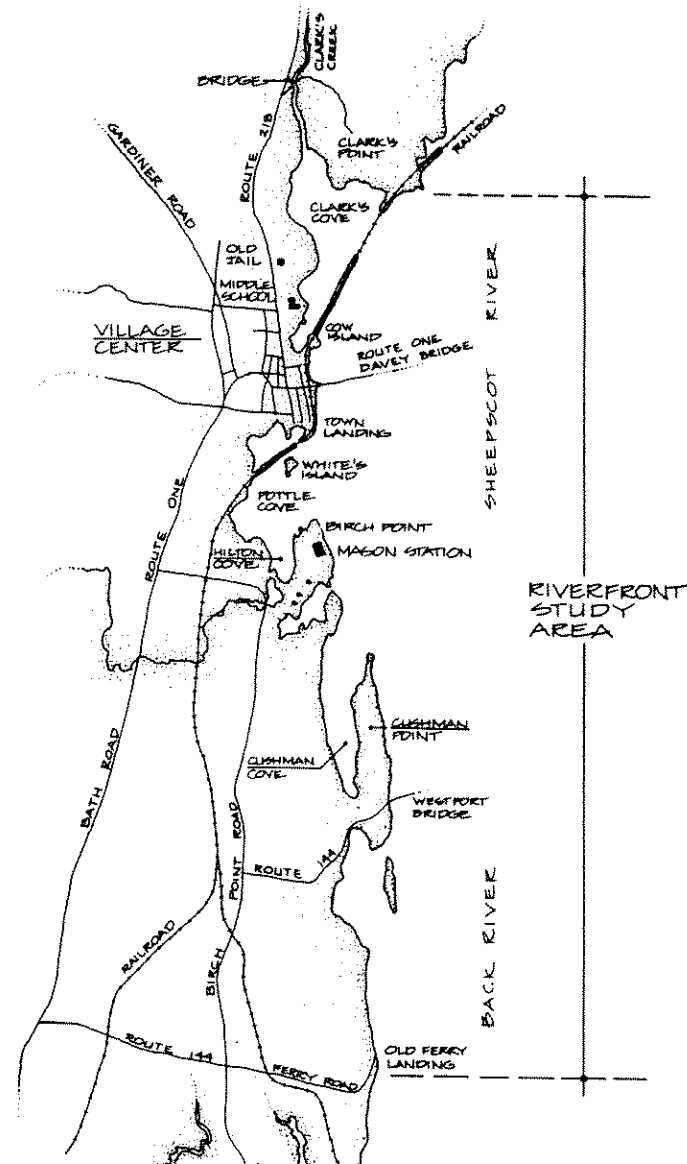 CLARK'S
CREEK
BRIDGE
GARDINER ROAD
ROUTE 218
CLARK'S
POINT
RAILROAD
CLARK'S
COVE
OLD
JAIL
MIDDLE
SCHOOL
VILLAGE
CENTER
COW
ISLAND
ROUTE ONE
DAVEY BRIDGE
SHEEPSCOT RIVER
TOWN
LANDING
WHITE'S
ISLAND
POTTLE
COVE
ROUTE ONE
BIRCH POINT
HILTON
COVE
MASON STATION
RIVERFRONT
STUDY
AREA
CUSHMAN
POINT
CUSHMAN
COVE
WESTPORT
BRIDGE
BATH ROAD
BIRCH POINT ROAD
ROUTE 144
RAILROAD
BACK RIVER
ROUTE 144
FERRY ROAD
OLD FERRY
LANDING